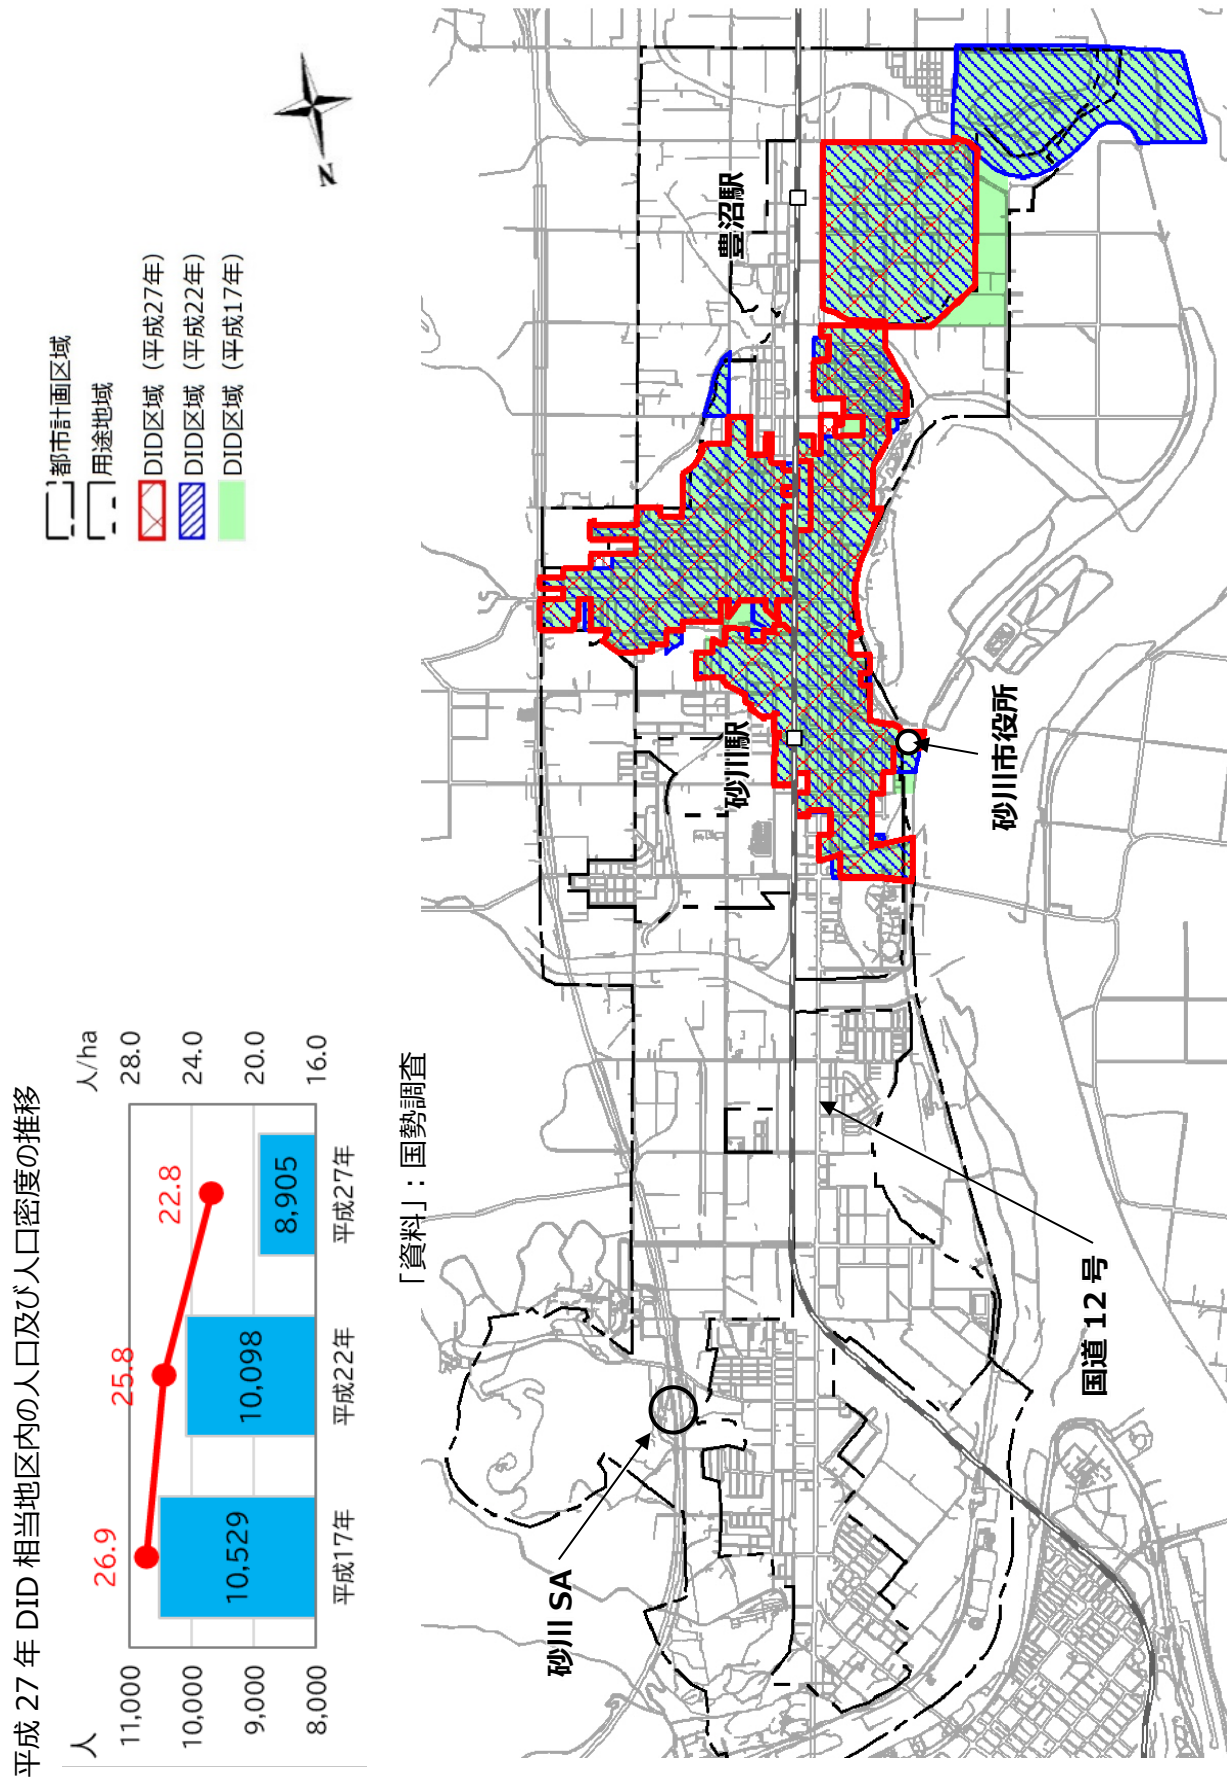 平成 27 年 DID 相当地区内の人口及び人口密度の推移
人
人/ha
11,000
10,000
9,000
8,000
28.0
24.0
20.0
16.0
26.9
25.8
22.8
10,529
10,098
8,905
平成17年
平成22年
平成27年
「資料」:国勢調査
都市計画区域
用途地域
DID区域（平成27年）
DID区域（平成22年）
DID区域（平成17年）
N
砂川 SA
国道 12 号
砂川駅
砂川市役所
豊沼駅